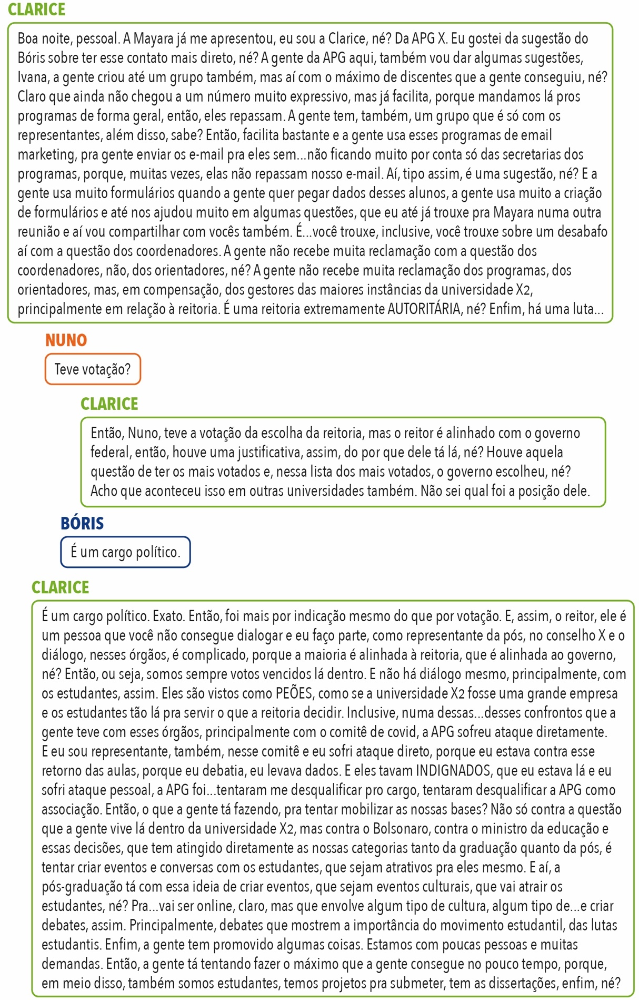 CLARICE
Boa noite, pessoal. A Mayara já me apresentou, eu sou a Clarice, né? Da APG X. Eu gostei da sugestão do
Bóris sobre ter esse contato mais direto, né? A gente da APG aqui, também vou dar algumas sugestões,
Ivana, a gente criou até um grupo também, mas aí com o máximo de discentes que a gente conseguiu, né?
Claro que ainda não chegou a um número muito expressivo, mas já facilita, porque mandamos lá pros
programas de forma geral, então, eles repassam. A gente tem, também, um grupo que é só com os
representantes, além disso, sabe? Então, facilita bastante e a gente usa esses programas de email
marketing, pra gente enviar os e-mail pra eles sem...não ficando muito por conta só das secretarias dos
programas, porque, muitas vezes, elas não repassam nosso e-mail. Aí, tipo assim, é uma sugestão, né? E a
gente usa muito formulários quando a gente quer pegar dados desses alunos, a gente usa muito a criação
de formulários e até nos ajudou muito em algumas questões, que eu até já trouxe pra Mayara numa outra
reunião e aí vou compartilhar com vocês também. É...você trouxe, inclusive, você trouxe sobre um desabafo
aí com a questão dos coordenadores. A gente não recebe muita reclamação com a questão dos
coordenadores, não, dos orientadores, né? A gente não recebe muita reclamação dos programas, dos
orientadores, mas, em compensação, dos gestores das maiores instâncias da universidade X2,
principalmente em relação à reitoria. É uma reitoria extremamente AUTORITÁRIA, né? Enfim, há uma luta...
NUNO
Teve votação?
CLARICE
Então, Nuno, teve a votação da escolha da reitoria, mas o reitor é alinhado com o governo
federal, então, houve uma justificativa, assim, do por que dele tá lá, né? Houve aquela
questão de ter os mais votados e, nessa lista dos mais votados, o governo escolheu, né?
Acho que aconteceu isso em outras universidades também. Não sei qual foi a posição dele.
BÓRIS
É um cargo político.
CLARICE
É um cargo político. Exato. Então, foi mais por indicação mesmo do que por votação. E, assim, o reitor, ele é
um pessoa que você não consegue dialogar e eu faço parte, como representante da pós, no conselho X e o
diálogo, nesses órgãos, é complicado, porque a maioria é alinhada à reitoria, que é alinhada ao governo,
né? Então, ou seja, somos sempre votos vencidos lá dentro. E não há diálogo mesmo, principalmente, com
os estudantes, assim. Eles são vistos como PEÕES, como se a universidade X2 fosse uma grande empresa
e os estudantes tão lá pra servir o que a reitoria decidir. Inclusive, numa dessas...desses confrontos que a
gente teve com esses órgãos, principalmente com o comitê de covid, a APG sofreu ataque diretamente.
E eu sou representante, também, nesse comitê e eu sofri ataque direto, porque eu estava contra esse
retorno das aulas, porque eu debatia, eu levava dados. E eles tavam INDIGNADOS, que eu estava lá e eu
sofri ataque pessoal, a APG foi...tentaram me desqualificar pro cargo, tentaram desqualificar a APG como
associação. Então, o que a gente tá fazendo, pra tentar mobilizar as nossas bases? Não só contra a questão
que a gente vive lá dentro da universidade X2, mas contra o Bolsonaro, contra o ministro da educação e
essas decisões, que tem atingido diretamente as nossas categorias tanto da graduação quanto da pós, é
tentar criar eventos e conversas com os estudantes, que sejam atrativos pra eles mesmo. E aí, a
pós-graduação tá com essa ideia de criar eventos, que sejam eventos culturais, que vai atrair os
estudantes, né? Pra...vai ser online, claro, mas que envolve algum tipo de cultura, algum tipo de...e criar
debates, assim. Principalmente, debates que mostrem a importância do movimento estudantil, das lutas
estudantis. Enfim, a gente tem promovido algumas coisas. Estamos com poucas pessoas e muitas
demandas. Então, a gente tá tentando fazer o máximo que a gente consegue no pouco tempo, porque,
em meio disso, também somos estudantes, temos projetos pra submeter, tem as dissertações, enfim, né?